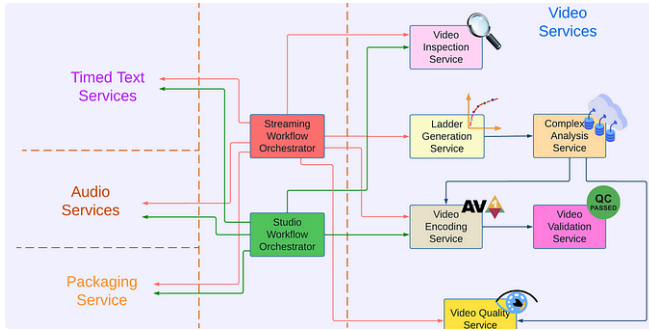 Video
Services
Video
Inspection
Service
Timed Text
Services
Streaming
Workflow
Orchestrator
Ladder
Generation
Service
Analysis
Service
Audio
Services
Studio
Workflow
Orchestrator
Video
Encoding
Service
AV1
QC
PASSED
Video
Validation
Service
Packaging
Service
Video Quality
Service